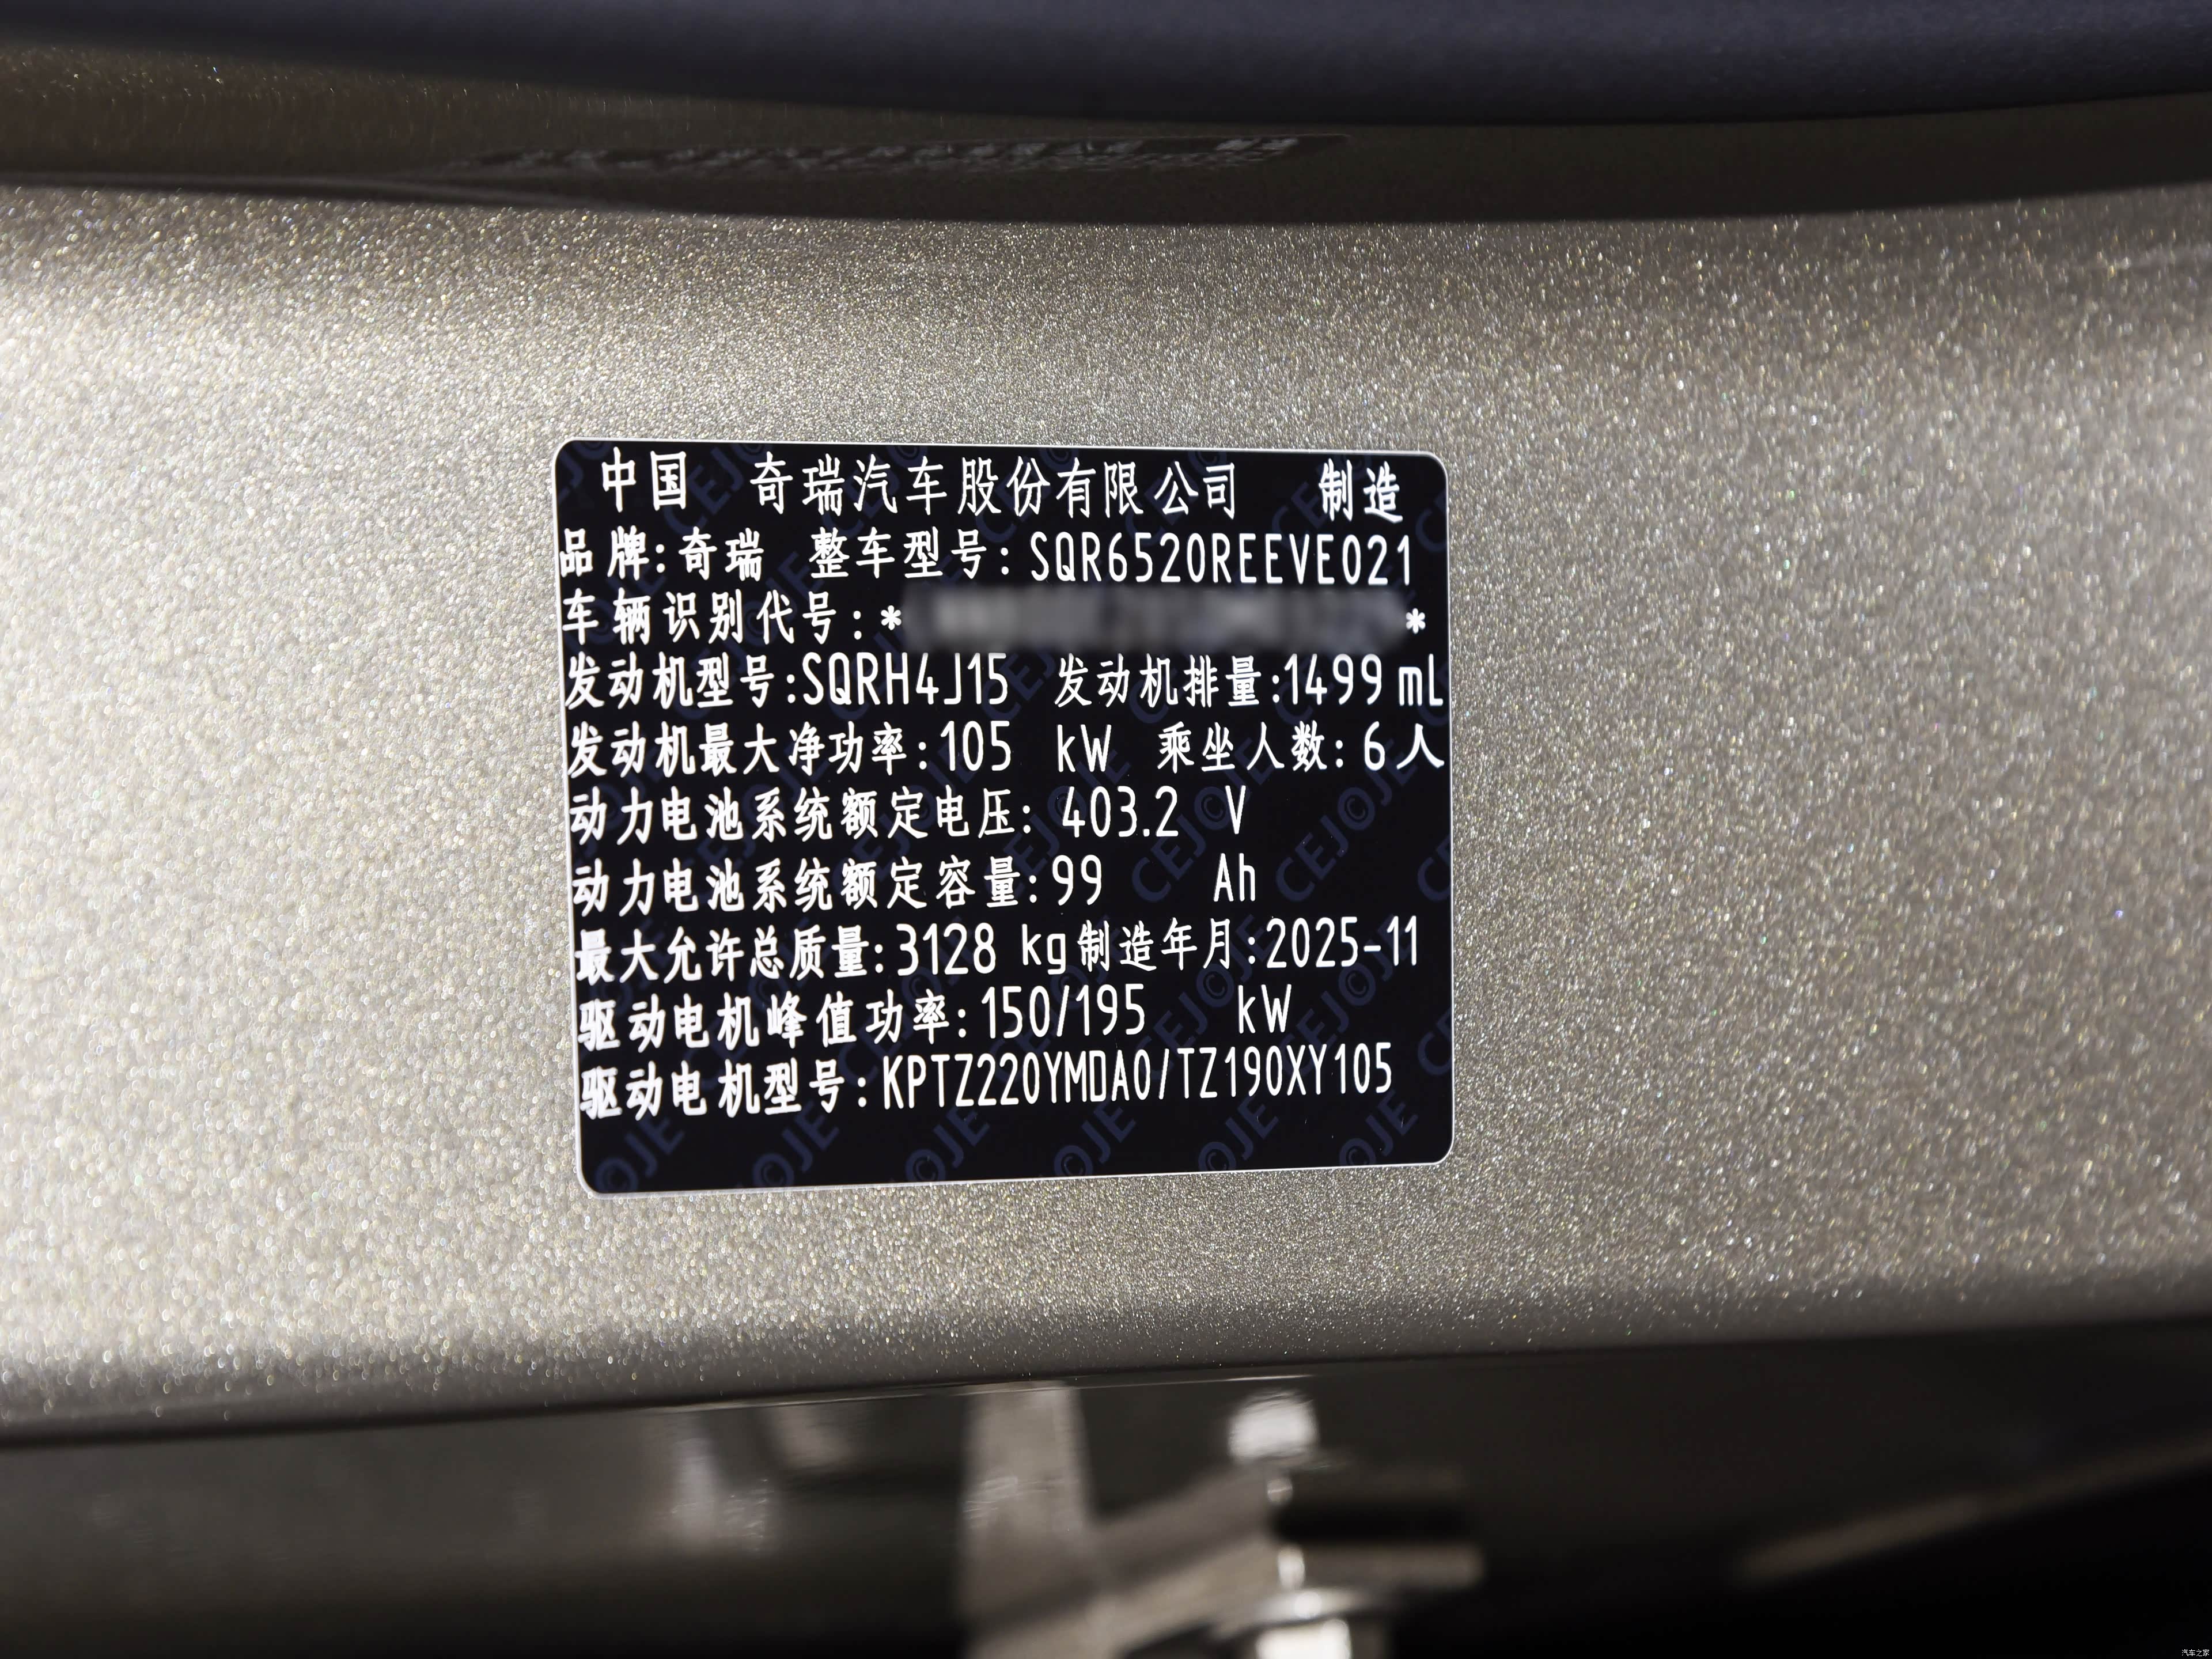 中国 奇瑞汽车股份有限公司 制造
品牌:奇瑞 整车型号:SQR6520REEVE021
车辆识别代号:* *
发动机型号:SQRH4J15 发动机排量:1499 mL
发动机最大净功率:105 kW 乘坐人数:6人
动力电池系统额定电压: 403.2 V
动力电池系统额定容量:99 Ah
最大允许总质量:3128 kg制造年月:2025-11
驱动电机峰值功率:150/195 kW
驱动电机型号:KPTZ220YMDA0/TZ190XY105
汽车之家